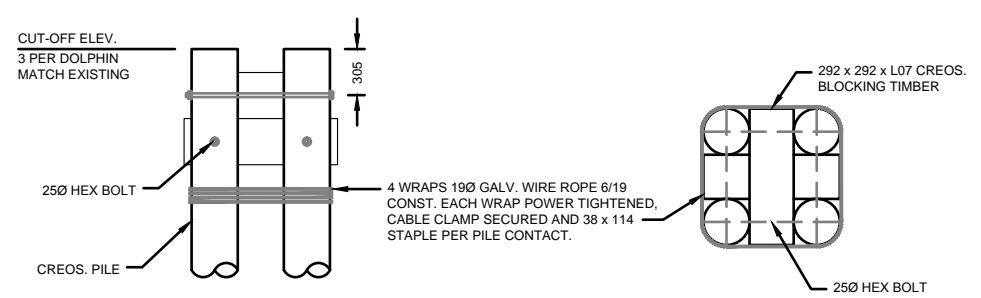 CUT-OFF ELEV.
3 PER DOLPHIN
MATCH EXISTING
305
25Ø HEX BOLT
CREOS. PILE
4 WRAPS 19Ø GALV. WIRE ROPE 6/19
CONST. EACH WRAP POWER TIGHTENED,
CABLE CLAMP SECURED AND 38 x 114
STAPLE PER PILE CONTACT.
292 x 292 x L07 CREOS.
BLOCKING TIMBER
25Ø HEX BOLT